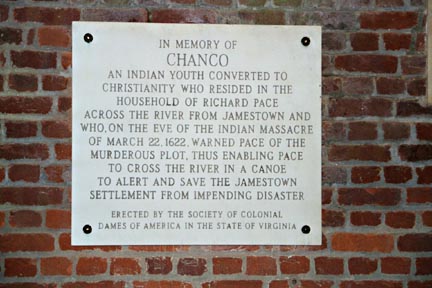 IN MEMORY OF
CHANCO
AN INDIAN YOUTH CONVERTED TO
CHRISTIANITY WHO RESIDED IN THE
HOUSEHOLD OF RICHARD PACE
ACROSS THE RIVER FROM JAMESTOWN AND
WHO, ON THE EVE OF THE INDIAN MASSACRE
OF MARCH 22, 1622, WARNED PACE OF THE
MURDEROUS PLOT, THUS ENABLING PACE
TO CROSS THE RIVER IN A CANOE
TO ALERT AND SAVE THE JAMESTOWN
SETTLEMENT FROM IMPENDING DISASTER
ERECTED BY THE SOCIETY OF COLONIAL
DAMES OF AMERICA IN THE STATE OF VIRGINIA